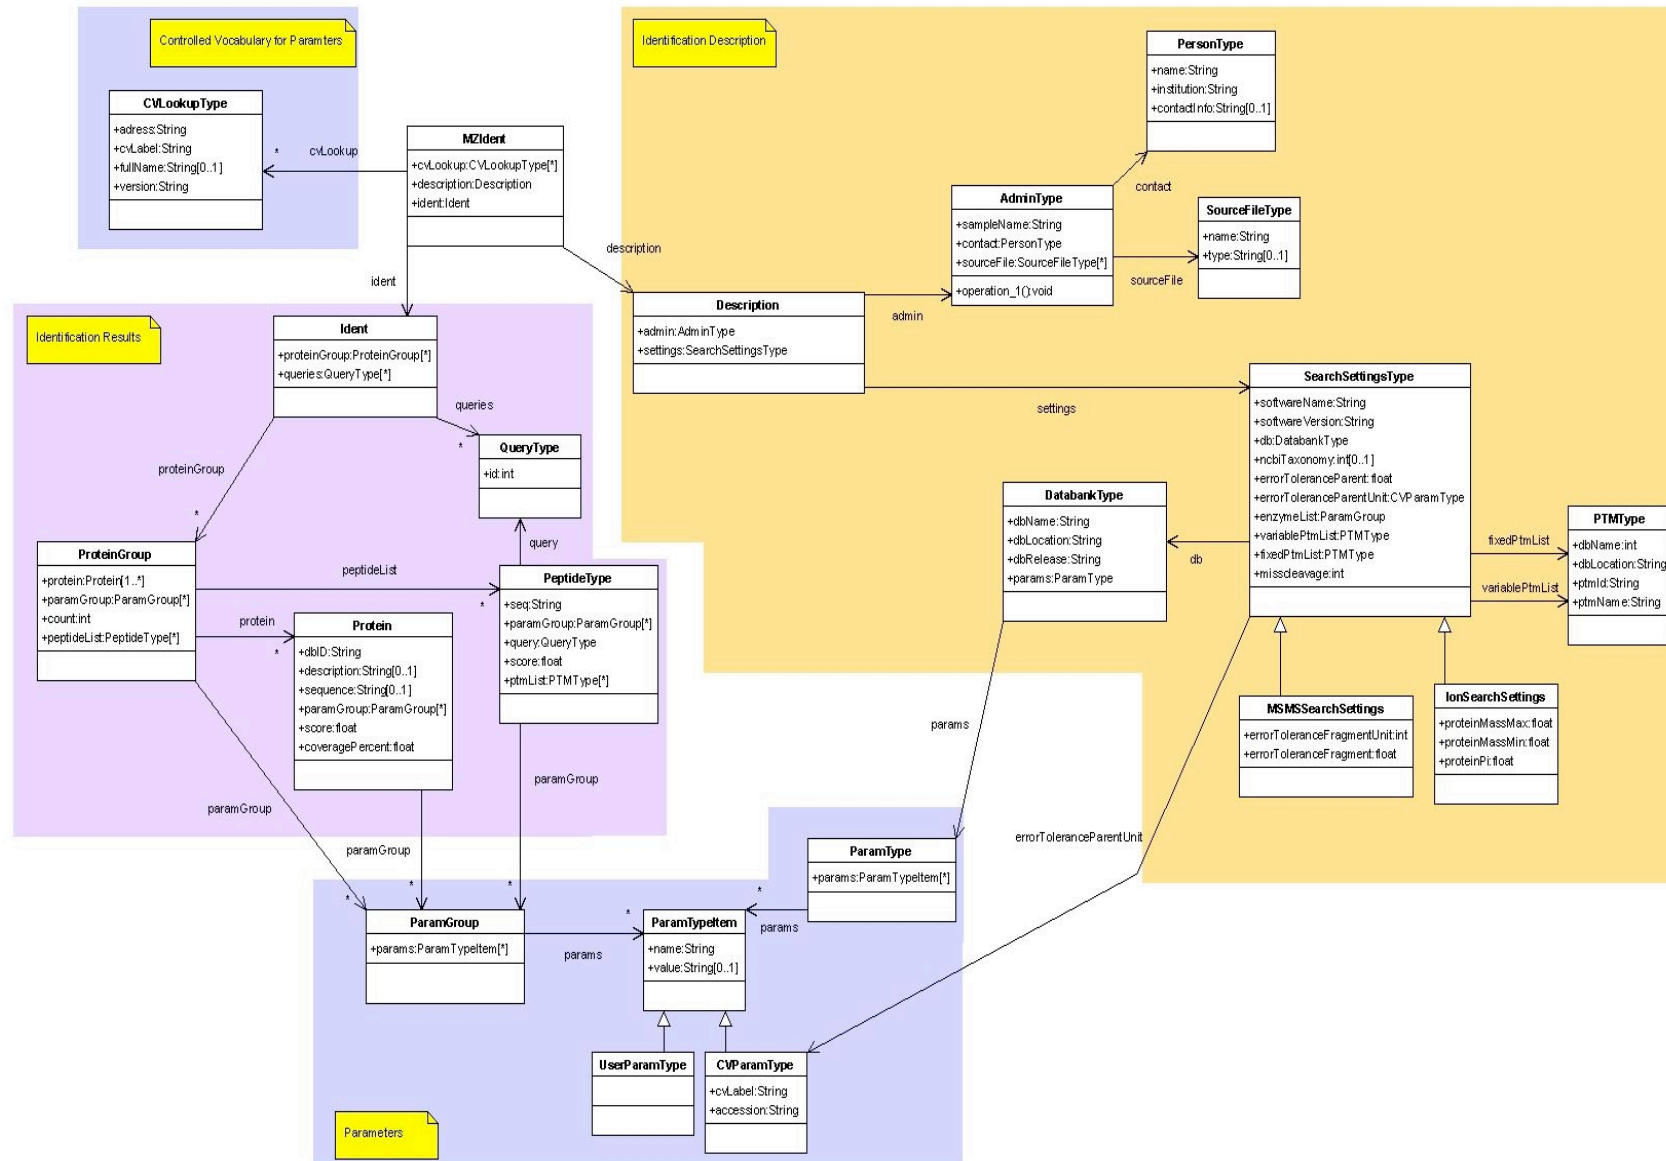 Controlled Vocabulary for Paramters
Identification Description
PersonType
+name:String
+institution:String
+contactInfo:String[0..1]
CVLookupType
+adress:String
+cvLabel:String
+fullName:String[0..1]
+version:String
*
cvLookup
MZIdent
+cvLookup:CVLookupType[*]
+description:Description
+ident:Ident
contact
AdminType
+sampleName:String
+contact:PersonType
+sourceFile:SourceFileType[*]
+operation_1():void
SourceFileType
+name:String
+type:String[0..1]
description
sourceFile
ident
Description
+admin:AdminType
+settings:SearchSettingsType
admin
Identification Results
Ident
+proteinGroup:ProteinGroup[*]
+queries:QueryType[*]
settings
SearchSettingsType
+softwareName:String
+softwareVersion:String
+db:DatabankType
+ncbiTaxonomy:int[0..1]
+errorToleranceParent:float
+errorToleranceParentUnit:CVParamType
+enzymeList:ParamGroup
+variablePtmList:PTMType
+fixedPtmList:PTMType
+misscleavage:int
queries
*
QueryType
+id:int
proteinGroup
*
DatabankType
+dbName:String
+dbLocation:String
+dbRelease:String
+params:ParamType
db
fixedPtmList
variablePtmList
PTMType
+dbName:int
+dbLocation:String
+ptmId:String
+ptmName:String
query
ProteinGroup
+protein:Protein[1..*]
+paramGroup:ParamGroup[*]
+count:int
+peptideList:PeptideType[*]
peptideList
*
PeptideType
+seq:String
+paramGroup:ParamGroup[*]
+query:QueryType
+score:float
+ptmList:PTMType[*]
protein
*
Protein
+dbID:String
+description:String[0..1]
+sequence:String[0..1]
+paramGroup:ParamGroup[*]
+score:float
+coveragePercent:float
MSMSSearchSettings
+errorToleranceFragmentUnit:int
+errorToleranceFragment:float
IonSearchSettings
+proteinMassMax:float
+proteinMassMin:float
+proteinPi:float
params
paramGroup
paramGroup
paramGroup
errorToleranceParentUnit
*
*
*
*
*
ParamType
+params:ParamTypeItem[*]
params
ParamGroup
+params:ParamTypeItem[*]
params
ParamTypeItem
+name:String
+value:String[0..1]
*
UserParamType
CVParamType
+cvLabel:String
+accession:String
Parameters